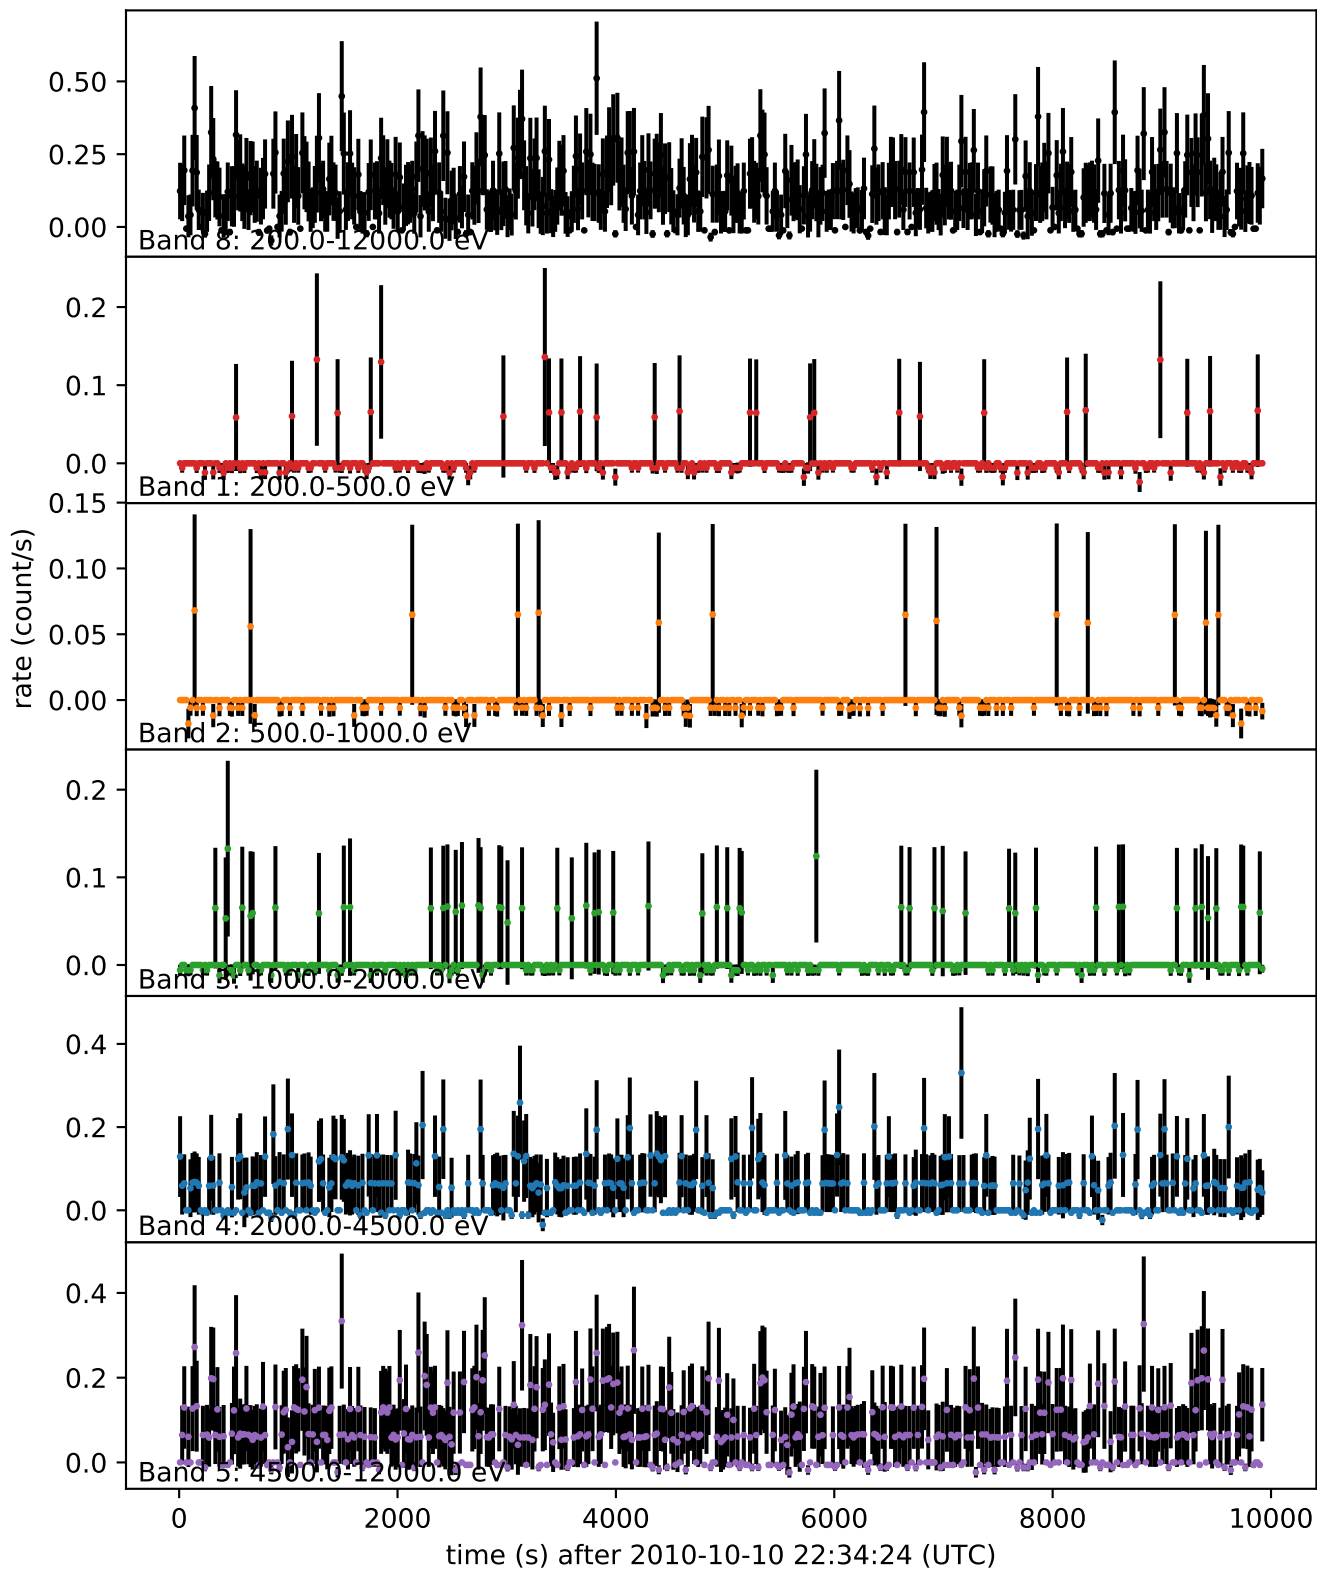 0.50
0.25
0.00
Band 8: 200.0-12000.0 eV
0.2
0.1
0.0
Band 1: 200.0-500.0 eV
0.15
0.10
0.05
0.00
Band 2: 500.0-1000.0 eV
rate (count/s)
0.2
0.1
0.0
Band 3: 1000.0-2000.0 eV
0.4
0.2
0.0
Band 4: 2000.0-4500.0 eV
0.4
0.2
0.0
Band 5: 4500.0-12000.0 eV
0 2000 4000 6000 8000 10000
time (s) after 2010-10-10 22:34:24 (UTC)